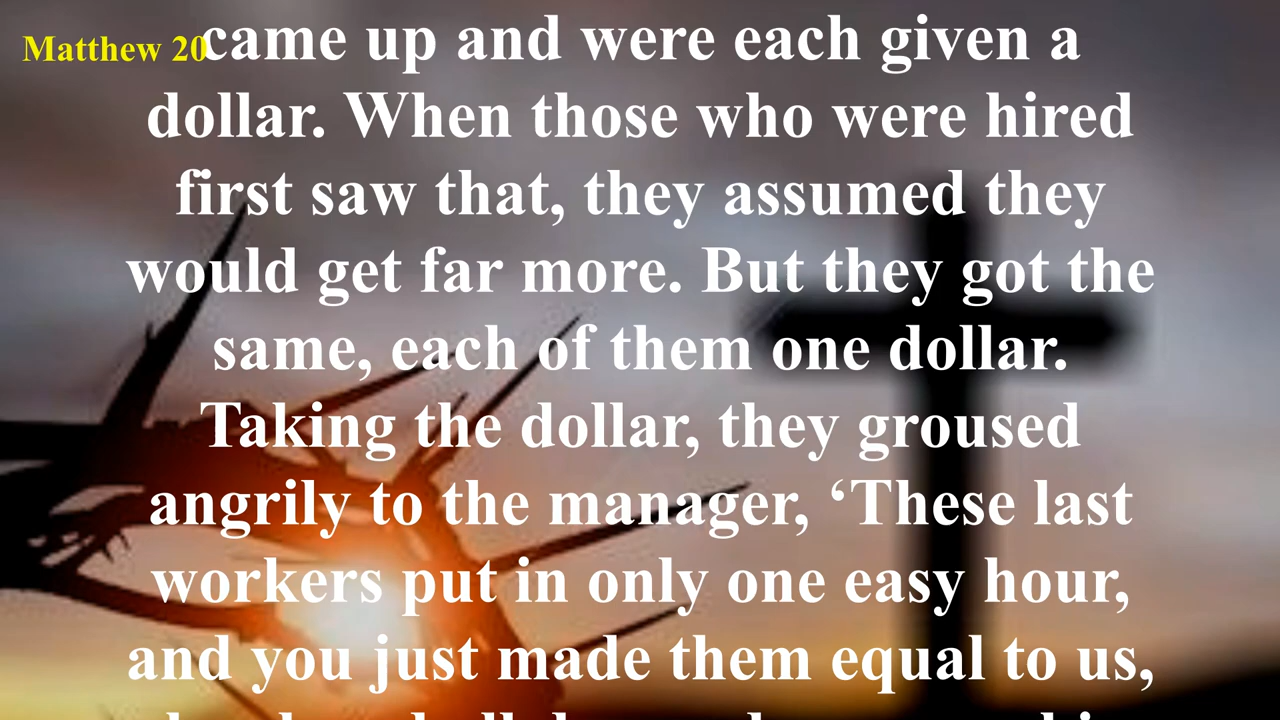 Matthew 20
came up and were each given a
dollar. When those who were hired
first saw that, they assumed they
would get far more. But they got the
same, each of them one dollar.
Taking the dollar, they groused
angrily to the manager, ‘These last
workers put in only one easy hour,
and you just made them equal to us,